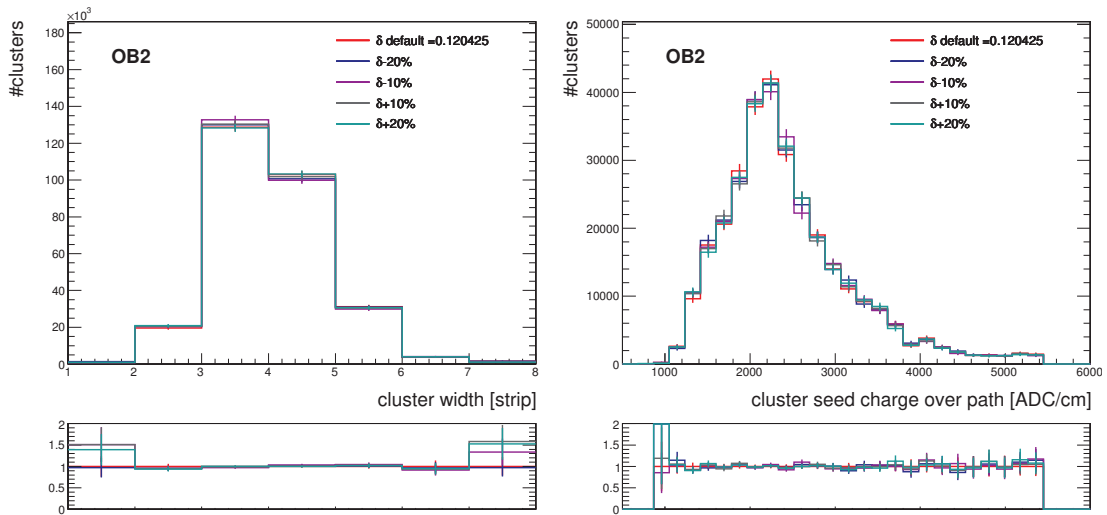 ×10³
180
160
140
120
100
80
60
40
20
0
#clusters
OB2
δ default =0.120425
δ-20%
δ-10%
δ+10%
δ+20%
1 2 3 4 5 6 7 8
cluster width [strip]
2
1.5
1
0.5
0
50000
40000
30000
20000
10000
0
#clusters
OB2
δ default =0.120425
δ-20%
δ-10%
δ+10%
δ+20%
1000 2000 3000 4000 5000 6000
cluster seed charge over path [ADC/cm]
2
1.5
1
0.5
0